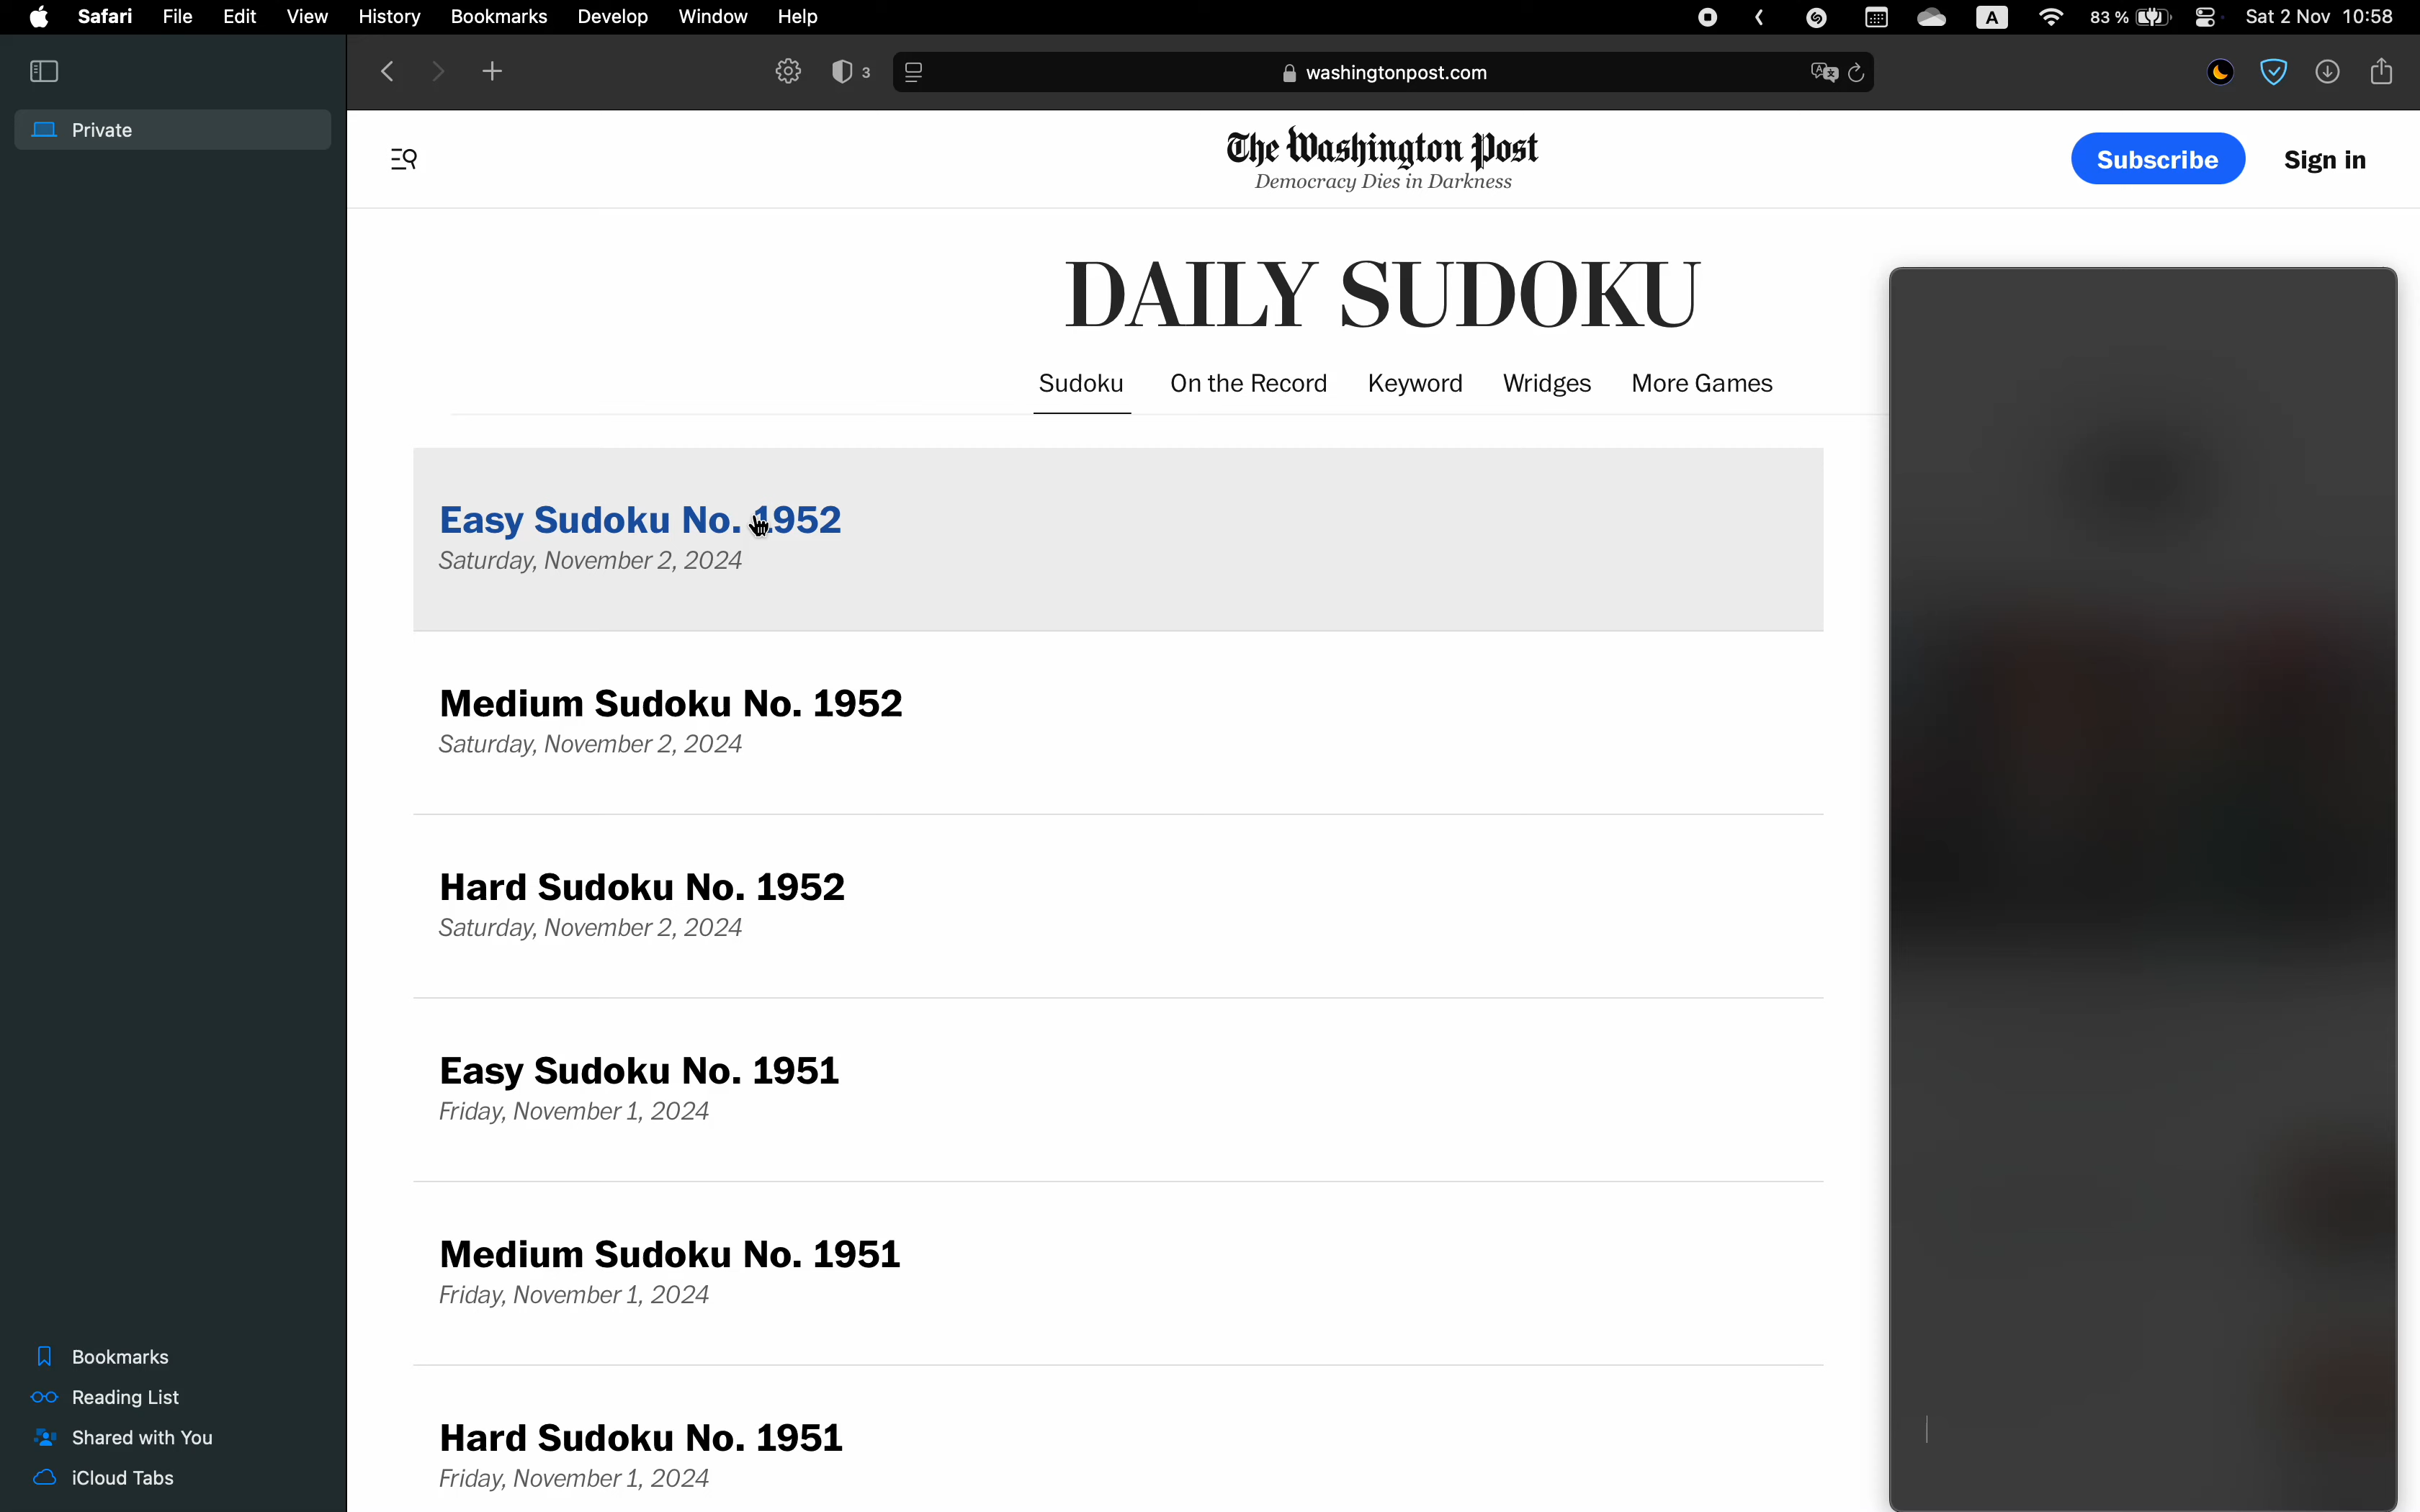 Safari File Edit View History Bookmarks Develop Window Help A 83 % Sat 2 Nov 10:58
3 washingtonpost.com
Private
The Washington Post
Democracy Dies in Darkness
Subscribe Sign in
DAILY SUDOKU
Sudoku On the Record Keyword Wridges More Games
Easy Sudoku No. 1952
Saturday, November 2, 2024
Medium Sudoku No. 1952
Saturday, November 2, 2024
Hard Sudoku No. 1952
Saturday, November 2, 2024
Easy Sudoku No. 1951
Friday, November 1, 2024
Medium Sudoku No. 1951
Friday, November 1, 2024
Hard Sudoku No. 1951
Friday, November 1, 2024
Bookmarks
Reading List
Shared with You
iCloud Tabs